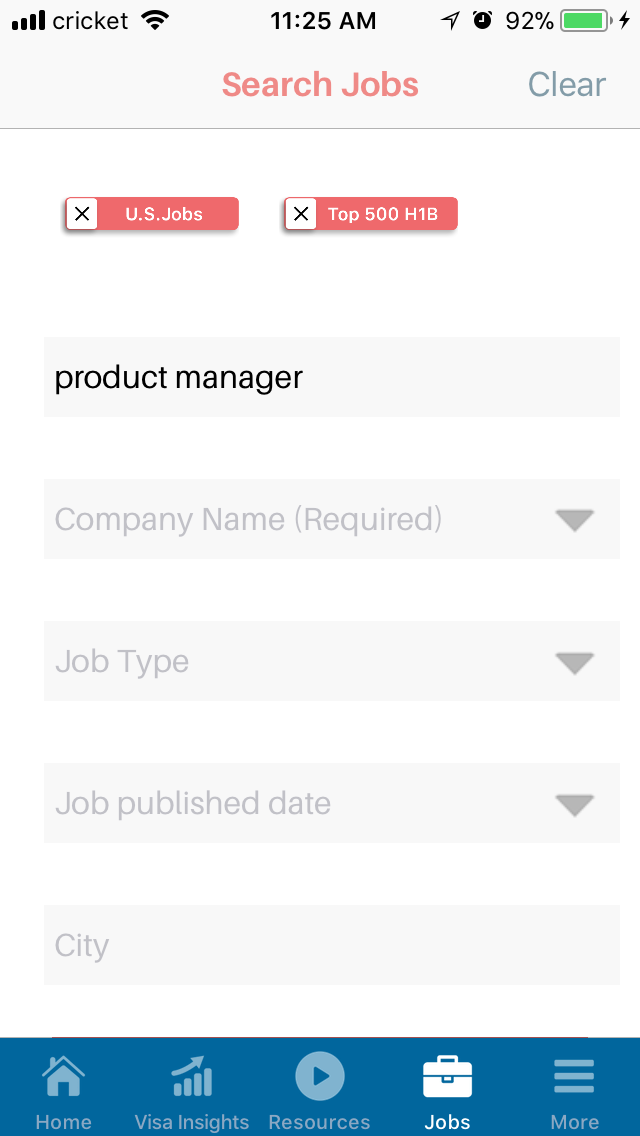 cricket 11:25 AM 92%
Search Jobs Clear
U.S.Jobs Top 500 H1B
product manager
Company Name (Required)
Job Type
Job published date
City
Home Visa Insights Resources Jobs More